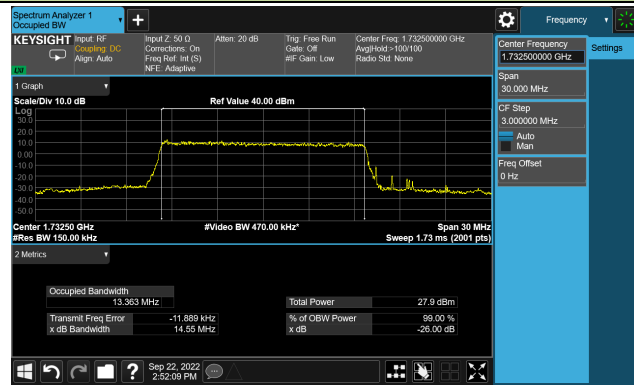 Spectrum Analyzer 1
Occupied BW
Frequency
KEYSIGHT
Input: RF
Coupling: DC
Align: Auto
Input Z: 50 Ω
Corrections: On
Freq Ref: Int (S)
NFE: Adaptive
Atten: 20 dB
Trig: Free Run
Gate: Off
#IF Gain: Low
Center Freq: 1.732500000 GHz
Avg|Hold:>100/100
Radio Std: None
Center Frequency
1.732500000 GHz
Settings
Span
30.000 MHz
CF Step
3.000000 MHz
Auto
Man
Freq Offset
0 Hz
1 Graph
Scale/Div 10.0 dB
Ref Value 40.00 dBm
Log
30.0
20.0
10.0
0.00
-10.0
-20.0
-30.0
-40.0
-50.0
Center 1.73250 GHz
#Video BW 470.00 kHz*
Span 30 MHz
#Res BW 150.00 kHz
Sweep 1.73 ms (2001 pts)
2 Metrics
Occupied Bandwidth
13.363 MHz
Total Power 27.9 dBm
Transmit Freq Error -11.889 kHz
% of OBW Power 99.00 %
x dB Bandwidth 14.55 MHz
x dB -26.00 dB
Sep 22, 2022
2:52:09 PM